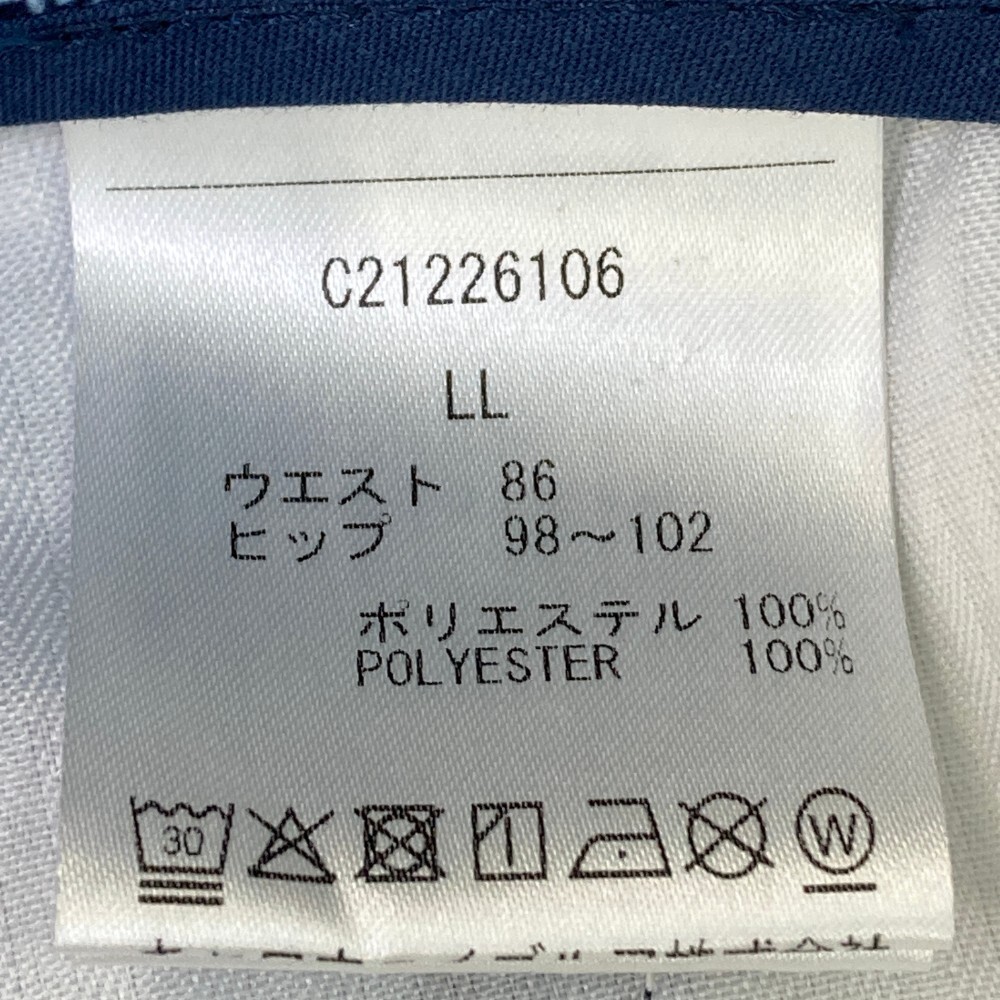 C21226106
LL
ウエスト 86
ヒップ 98〜102
ポリエステル 100%
POLYESTER 100%
30
W